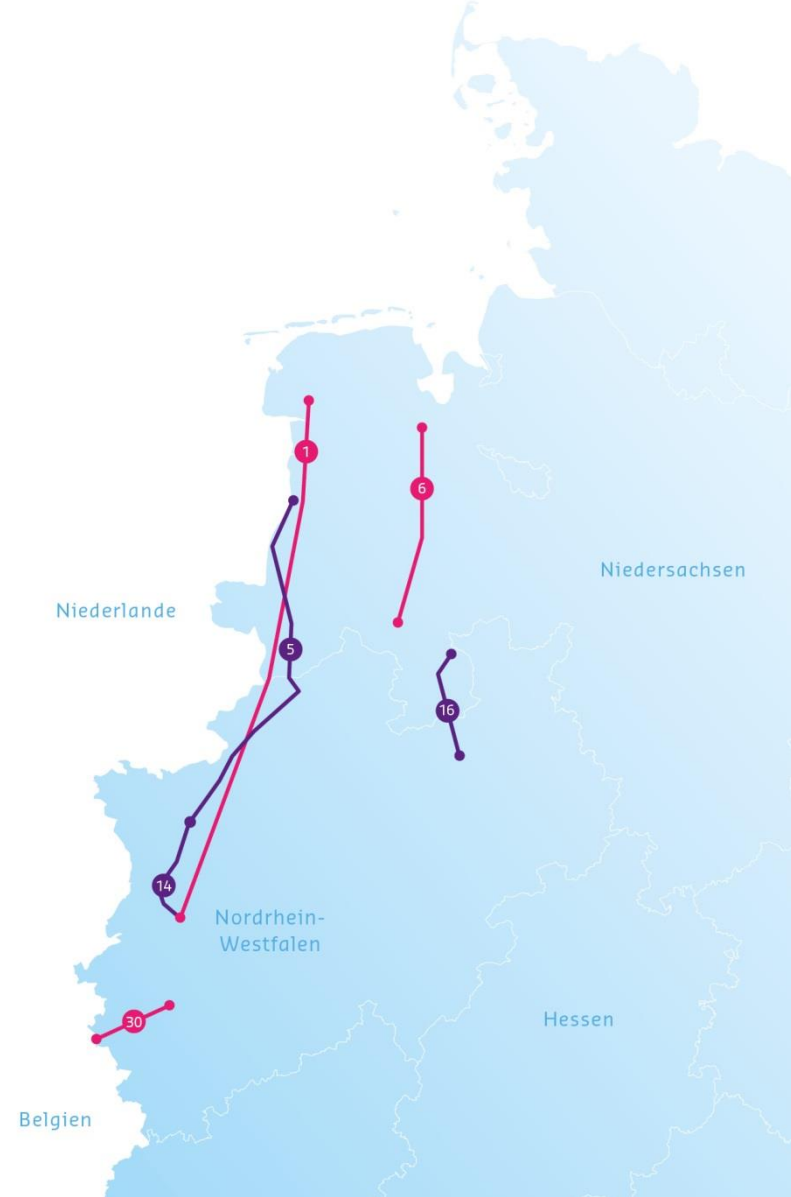 1
6
Niedersachsen
Niederlande
5
16
14
Nordrhein-
Westfalen
30
Hessen
Belgien